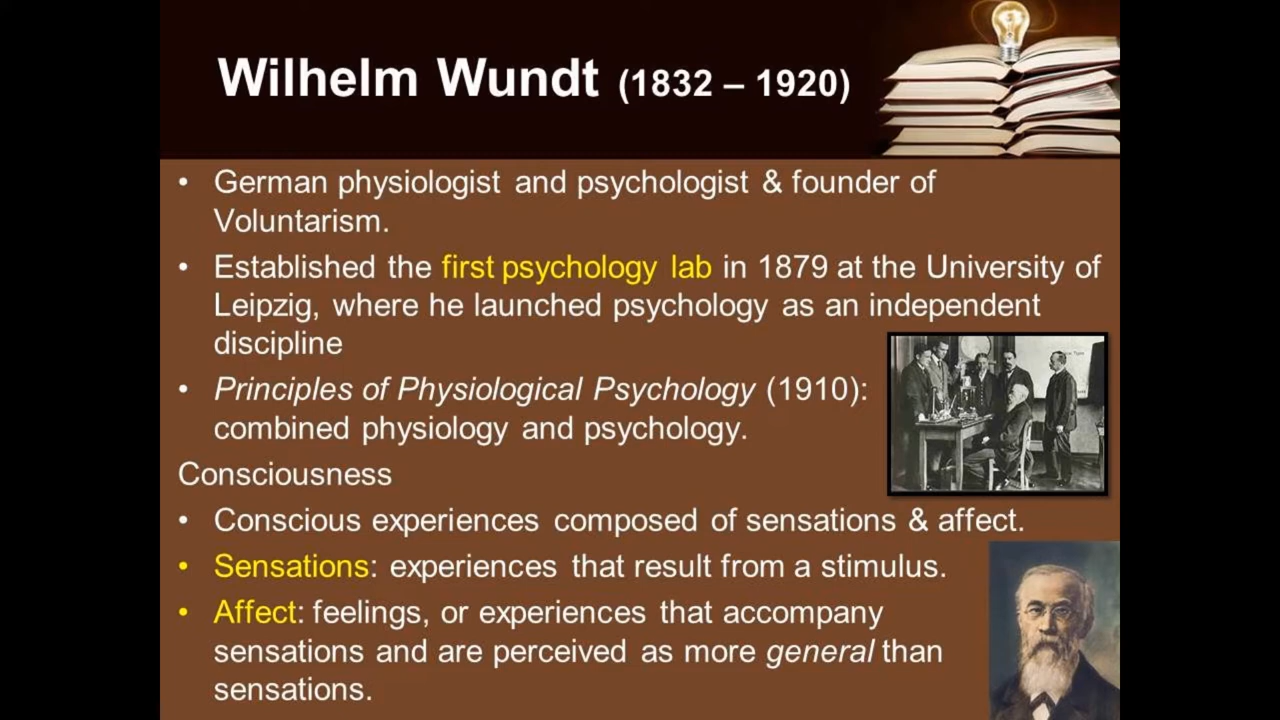 Wilhelm Wundt (1832 – 1920)
• German physiologist and psychologist & founder of
Voluntarism.
• Established the first psychology lab in 1879 at the University of
Leipzig, where he launched psychology as an independent
discipline
• Principles of Physiological Psychology (1910):
combined physiology and psychology.
Consciousness
• Conscious experiences composed of sensations & affect.
• Sensations: experiences that result from a stimulus.
• Affect: feelings, or experiences that accompany
sensations and are perceived as more general than
sensations.